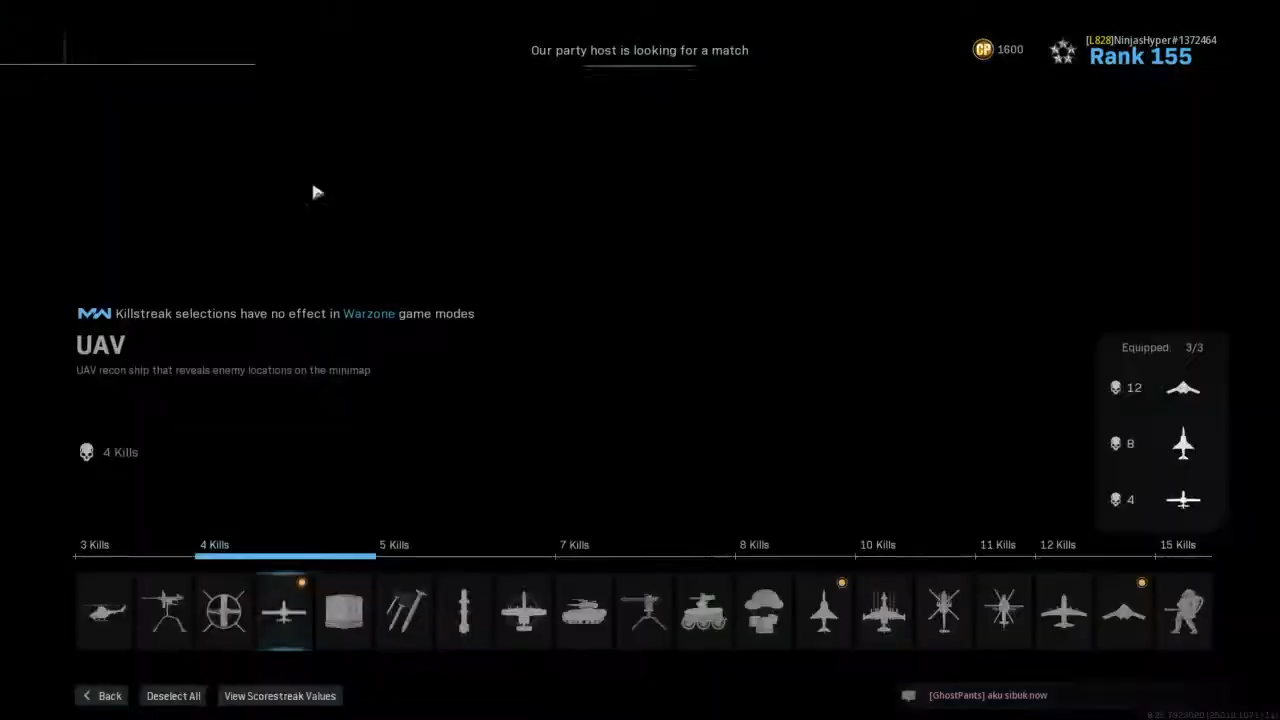 Our party host is looking for a match
CP 1600
[L828]NinjasHyper#1372464
Rank 155
MW Killstreak selections have no effect in Warzone game modes
UAV
UAV recon ship that reveals enemy locations on the minimap
4 Kills
Equipped: 3/3
12
8
4
3 Kills 4 Kills 5 Kills 7 Kills 8 Kills 10 Kills 11 Kills 12 Kills 15 Kills
Back Deselect All View Scorestreak Values
[GhostPants] aku sibuk now